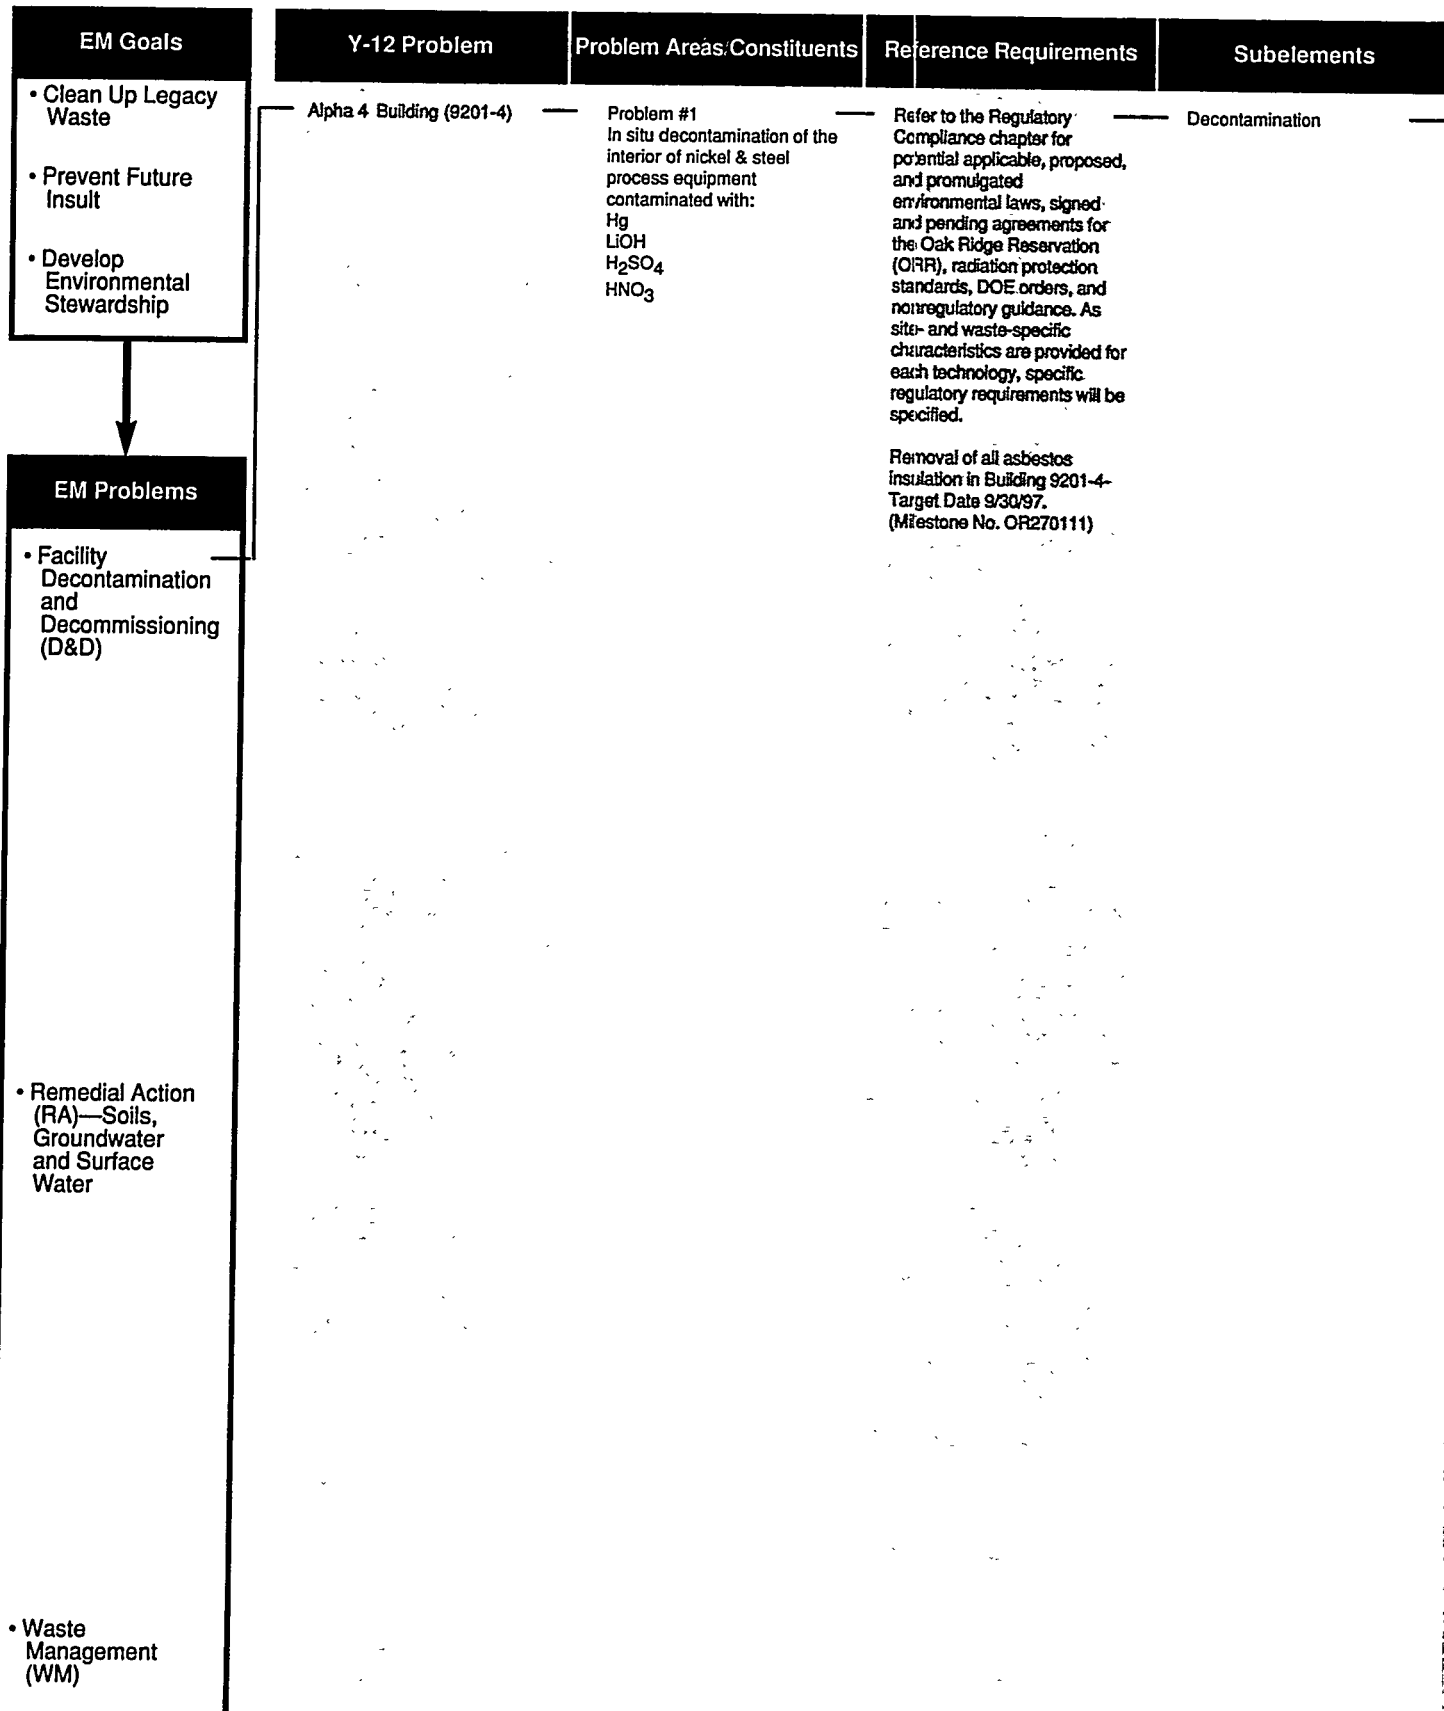 EM Goals
• Clean Up Legacy
Waste
• Prevent Future
Insult
• Develop
Environmental
Stewardship
EM Problems
• Facility
Decontamination
and
Decommissioning
(D&D)
• Remedial Action
(RA)—Soils,
Groundwater
and Surface
Water
• Waste
Management
(WM)
Y-12 Problem
Alpha 4 Building (9201-4)
Problem Areas/Constituents
Problem #1
In situ decontamination of the
interior of nickel & steel
process equipment
contaminated with:
Hg
LiOH
H2SO4
HNO3
Reference Requirements
Refer to the Regulatory
Compliance chapter for
potential applicable, proposed,
and promulgated
environmental laws, signed
and pending agreements for
the Oak Ridge Reservation
(ORR), radiation protection
standards, DOE orders, and
nonregulatory guidance. As
site- and waste-specific
characteristics are provided for
each technology, specific
regulatory requirements will be
specified.
Removal of all asbestos
insulation in Building 9201-4-
Target Date 9/30/97.
(Milestone No. OR270111)
Subelements
Decontamination